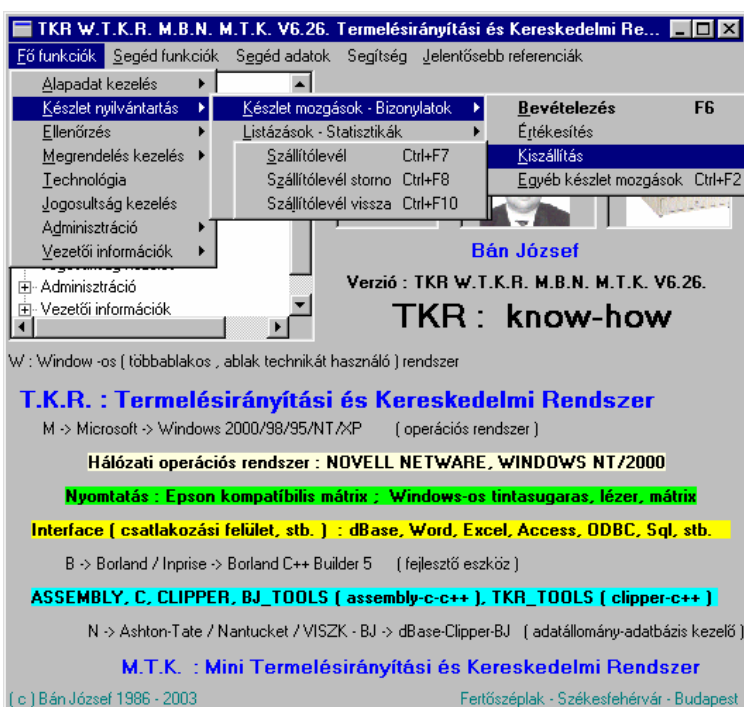 TKR W.T.K.R. M.B.N. M.T.K. V6.26. Termelésirányítási és Kereskedelmi Re...
Fő funkciók Segéd funkciók Segéd adatok Segítség Jelentősebb referenciák
Alapadat kezelés
Készlet nyilvántartás
Ellenőrzés
Megrendelés kezelés
Technológia
Jogosultság kezelés
Adminisztráció
Vezetői információk
Készlet mozgások - Bizonylatok
Listázások - Statisztikák
Szállítólevél Ctrl+F7
Szállítólevél storno Ctrl+F8
Szállítólevél vissza Ctrl+F10
Bevételezés F6
Értékesítés
Kiszállítás
Egyéb készlet mozgások Ctrl+F2
Adminisztráció
Vezetői információk
Bán József
Verzió : TKR W.T.K.R. M.B.N. M.T.K. V6.26.
TKR : know-how
W : Window -os ( többablakos , ablak technikát használó ) rendszer
T.K.R. : Termelésirányítási és Kereskedelmi Rendszer
M -> Microsoft -> Windows 2000/98/95/NT/XP ( operációs rendszer )
Hálózati operációs rendszer : NOVELL NETWARE, WINDOWS NT/2000
Nyomtatás : Epson kompatíbilis mátrix ; Windows-os tintasugaras, lézer, mátrix
Interface ( csatlakozási felület, stb. ) : dBase, Word, Excel, Access, ODBC, Sql, stb.
B -> Borland / Inprise -> Borland C++ Builder 5 ( fejlesztő eszköz )
ASSEMBLY, C, CLIPPER, BJ_TOOLS ( assembly-c-c++ ), TKR_TOOLS ( clipper-c++ )
N -> Ashton-Tate / Nantucket / VISZK - BJ -> dBase-Clipper-BJ ( adatállomány-adatbázis kezelő )
M.T.K. : Mini Termelésirányítási és Kereskedelmi Rendszer
( c ) Bán József 1986 - 2003 Fertőszéplak - Székesfehérvár - Budapest